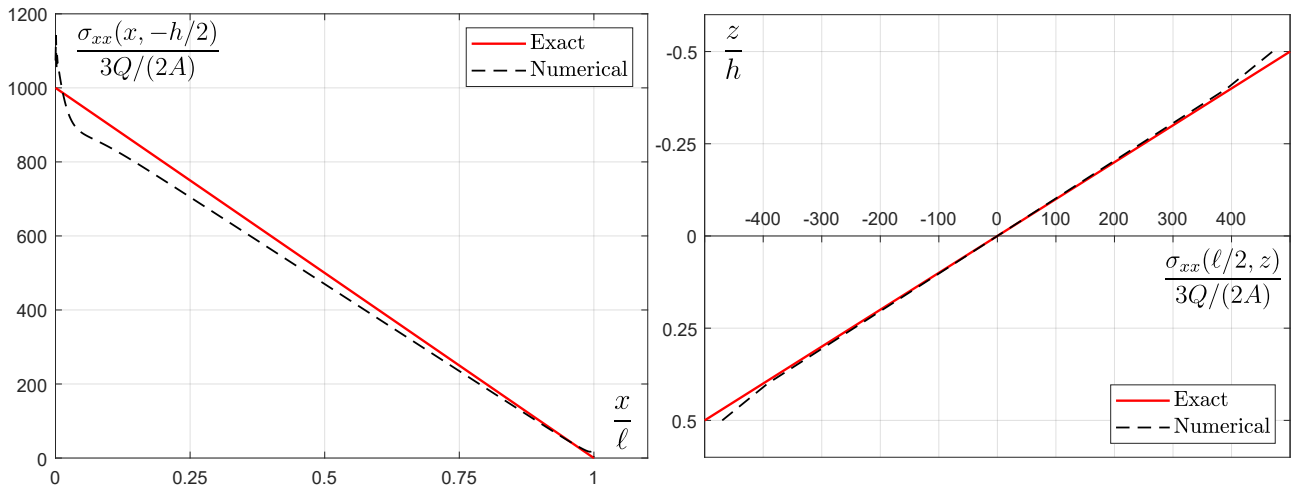 1200
σxx(x, −h/2)
3Q/(2A)
Exact
Numerical
1000
800
600
400
200
0
x
ℓ
0
0.25
0.5
0.75
1
z
h
-0.5
-0.25
-400
-300
-200
-100
0
100
200
300
400
0
σxx(ℓ/2, z)
3Q/(2A)
0.25
Exact
Numerical
0.5